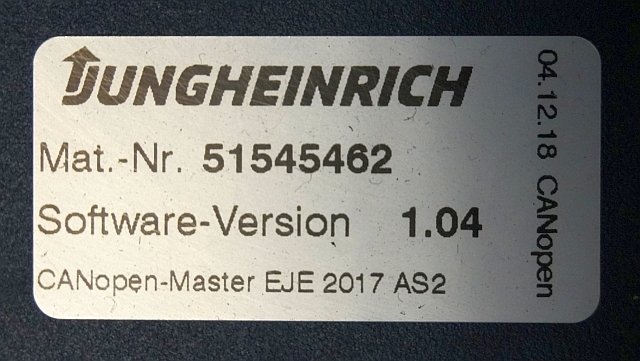 JUNGHEINRICH
Mat.-Nr. 51545462
Software-Version 1.04
CANopen-Master EJE 2017 AS2
04.12.18 CANopen